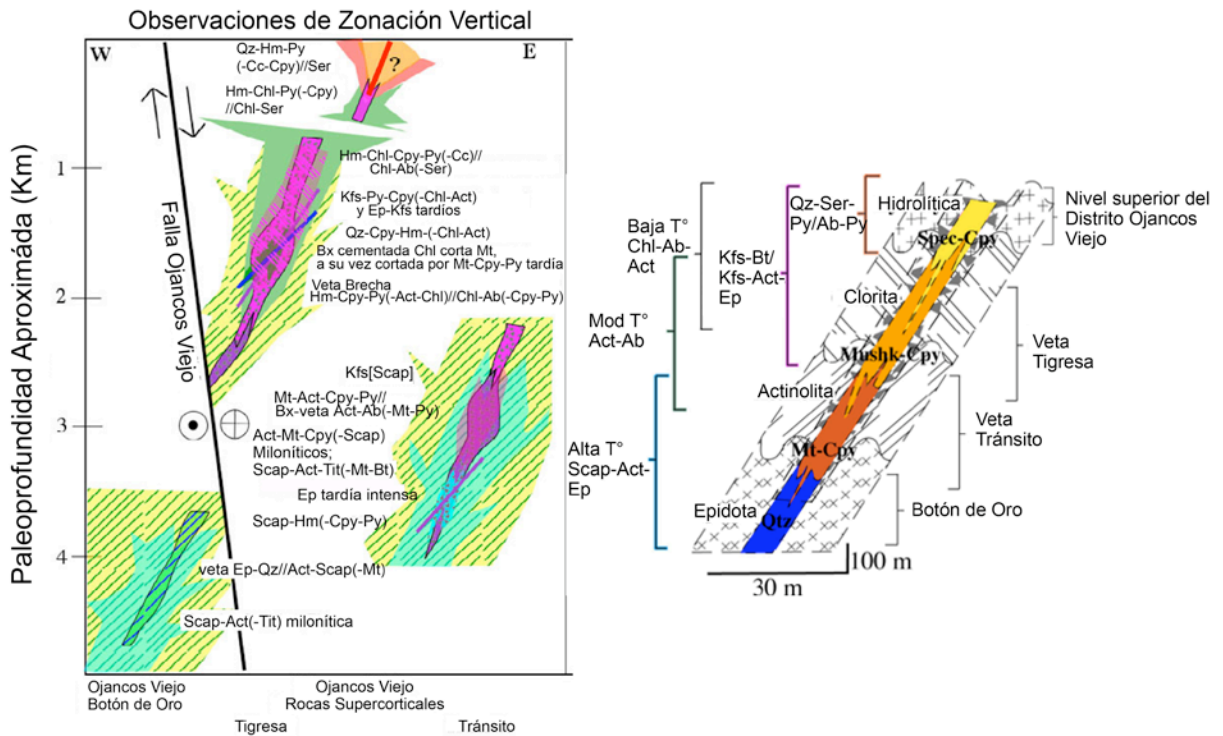 Observaciones de Zonación Vertical
W
E
Qz-Hm-Py
(-Cc-Cpy)//Ser
?
Hm-Chl-Py(-Cpy)
//Chl-Ser
Hm-Chl-Cpy-Py(-Cc)//
Chl-Ab(-Ser)
Kfs-Py-Cpy(-Chl-Act)
y Ep-Kfs tardíos
Qz-Cpy-Hm-(-Chl-Act)
Bx cementada Chl corta Mt,
a su vez cortada por Mt-Cpy-Py tardía
Veta Brecha
Hm-Cpy-Py(-Act-Chl)//Chl-Ab(-Cpy-Py)
Kfs[Scap]
Mt-Act-Cpy-Py//
Bx-veta Act-Ab(-Mt-Py)
Act-Mt-Cpy(-Scap)
Miloníticos;
Scap-Act-Tit(-Mt-Bt)
Ep tardía intensa
Scap-Hm(-Cpy-Py)
veta Ep-Qz//Act-Scap(-Mt)
Scap-Act(-Tit) milonítica
Falla Ojancos Viejo
Paleoprofundidad Aproximáda (Km)
1
2
3
4
Ojancos Viejo
Botón de Oro
Ojancos Viejo
Rocas Supercorticales
Tigresa
Tránsito
Baja T°
Chl-Ab-
Act
Mod T°
Act-Ab
Alta T°
Scap-Act-
Ep
Kfs-Bt/
Kfs-Act-
Ep
Qz-Ser-
Py/Ab-Py
Hidrolítica
Spec-Cpy
Clorita
Mushk-Cpy
Actinolita
Mt-Cpy
Epidota
Qtz
Nivel superior del
Distrito Ojancos
Viejo
Veta
Tigresa
Veta
Tránsito
Botón de Oro
100 m
30 m